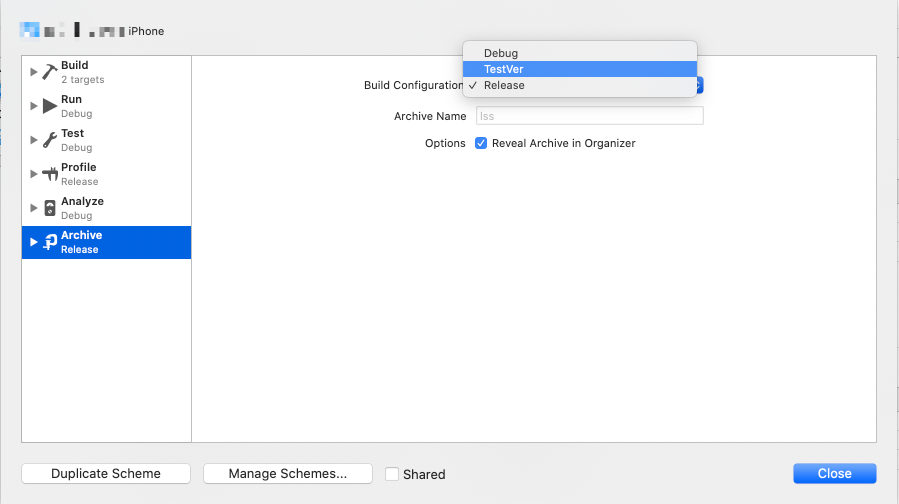 iPhone
Build
2 targets
Run
Debug
Test
Debug
Profile
Release
Analyze
Debug
Archive
Release
Debug
TestVer
Build Configuration
✓ Release
Archive Name
lss
Options
Reveal Archive in Organizer
Duplicate Scheme
Manage Schemes...
Shared
Close